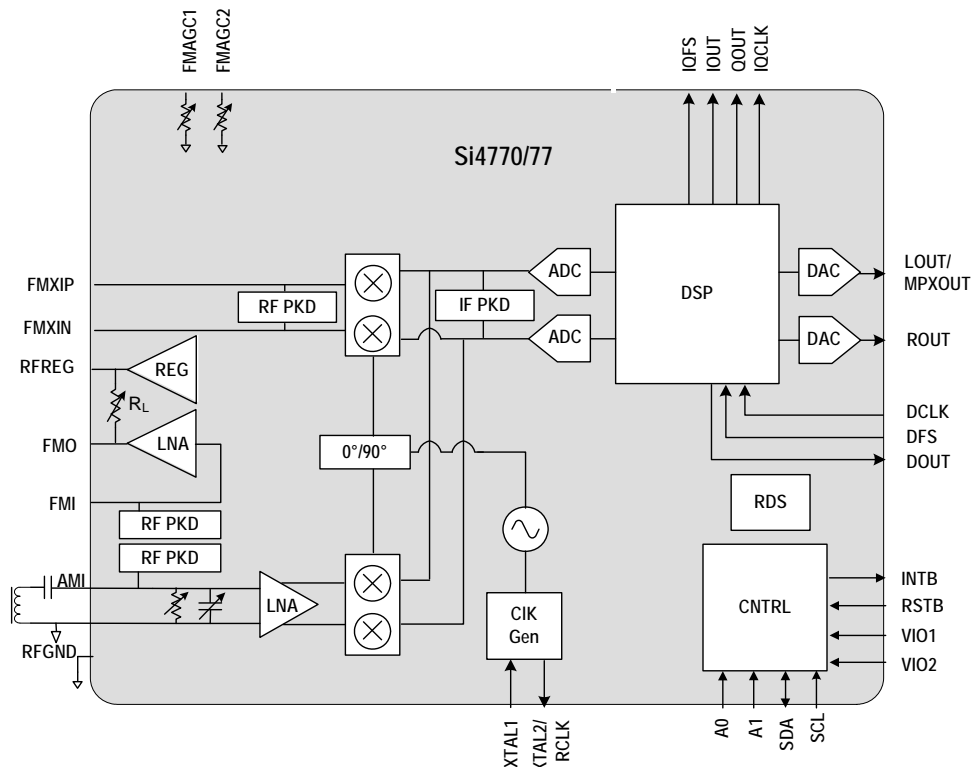 FMAGC1
FMAGC2
IQFS
IOUT
QOUT
IQCLK
Si4770/77
FMXIP
FMXIN
RFREG
FMO
FMI
AMI
RFGND
RF PKD
REG
RL
LNA
RF PKD
RF PKD
LNA
0°/90°
IF PKD
ADC
ADC
DSP
DAC
DAC
LOUT/
MPXOUT
ROUT
DCLK
DFS
DOUT
RDS
CNTRL
INTB
RSTB
VIO1
VIO2
ClK
Gen
XTAL1
XTAL2/
RCLK
A0
A1
SDA
SCL